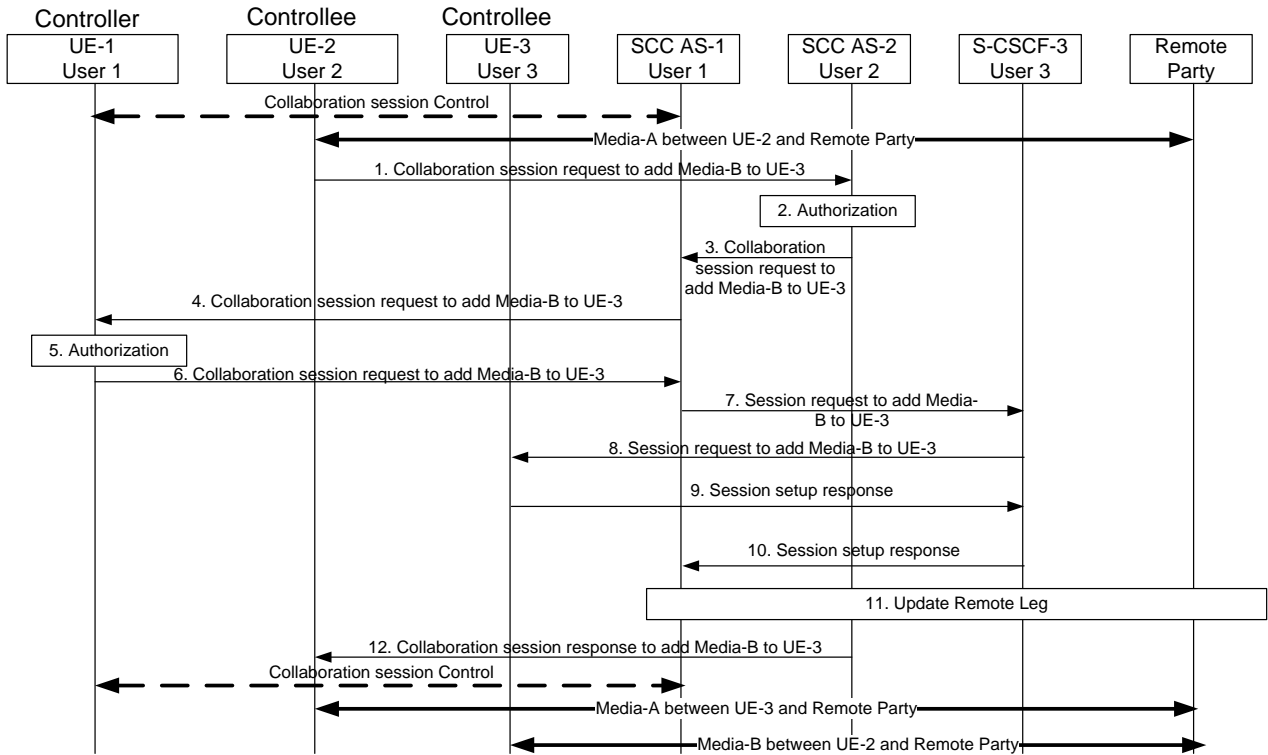 Controller
Controllee
Controllee
UE-1
User 1
UE-2
User 2
UE-3
User 3
SCC AS-1
User 1
SCC AS-2
User 2
S-CSCF-3
User 3
Remote
Party
Collaboration session Control
Media-A between UE-2 and Remote Party
1. Collaboration session request to add Media-B to UE-3
2. Authorization
3. Collaboration
session request to
add Media-B to UE-3
4. Collaboration session request to add Media-B to UE-3
5. Authorization
6. Collaboration session request to add Media-B to UE-3
7. Session request to add Media-
B to UE-3
8. Session request to add Media-B to UE-3
9. Session setup response
10. Session setup response
11. Update Remote Leg
12. Collaboration session response to add Media-B to UE-3
Collaboration session Control
Media-A between UE-3 and Remote Party
Media-B between UE-2 and Remote Party